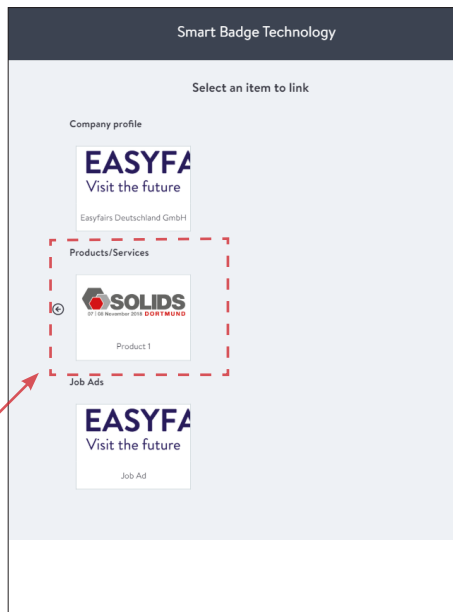 Smart Badge Technology
Select an item to link
Company profile
EASYFA
Visit the future
Easyfairs Deutschland GmbH
Products/Services
SOLIDS
07 | 08 November 2018 DORTMUND
Product 1
Job Ads
EASYFA
Visit the future
Job Ad